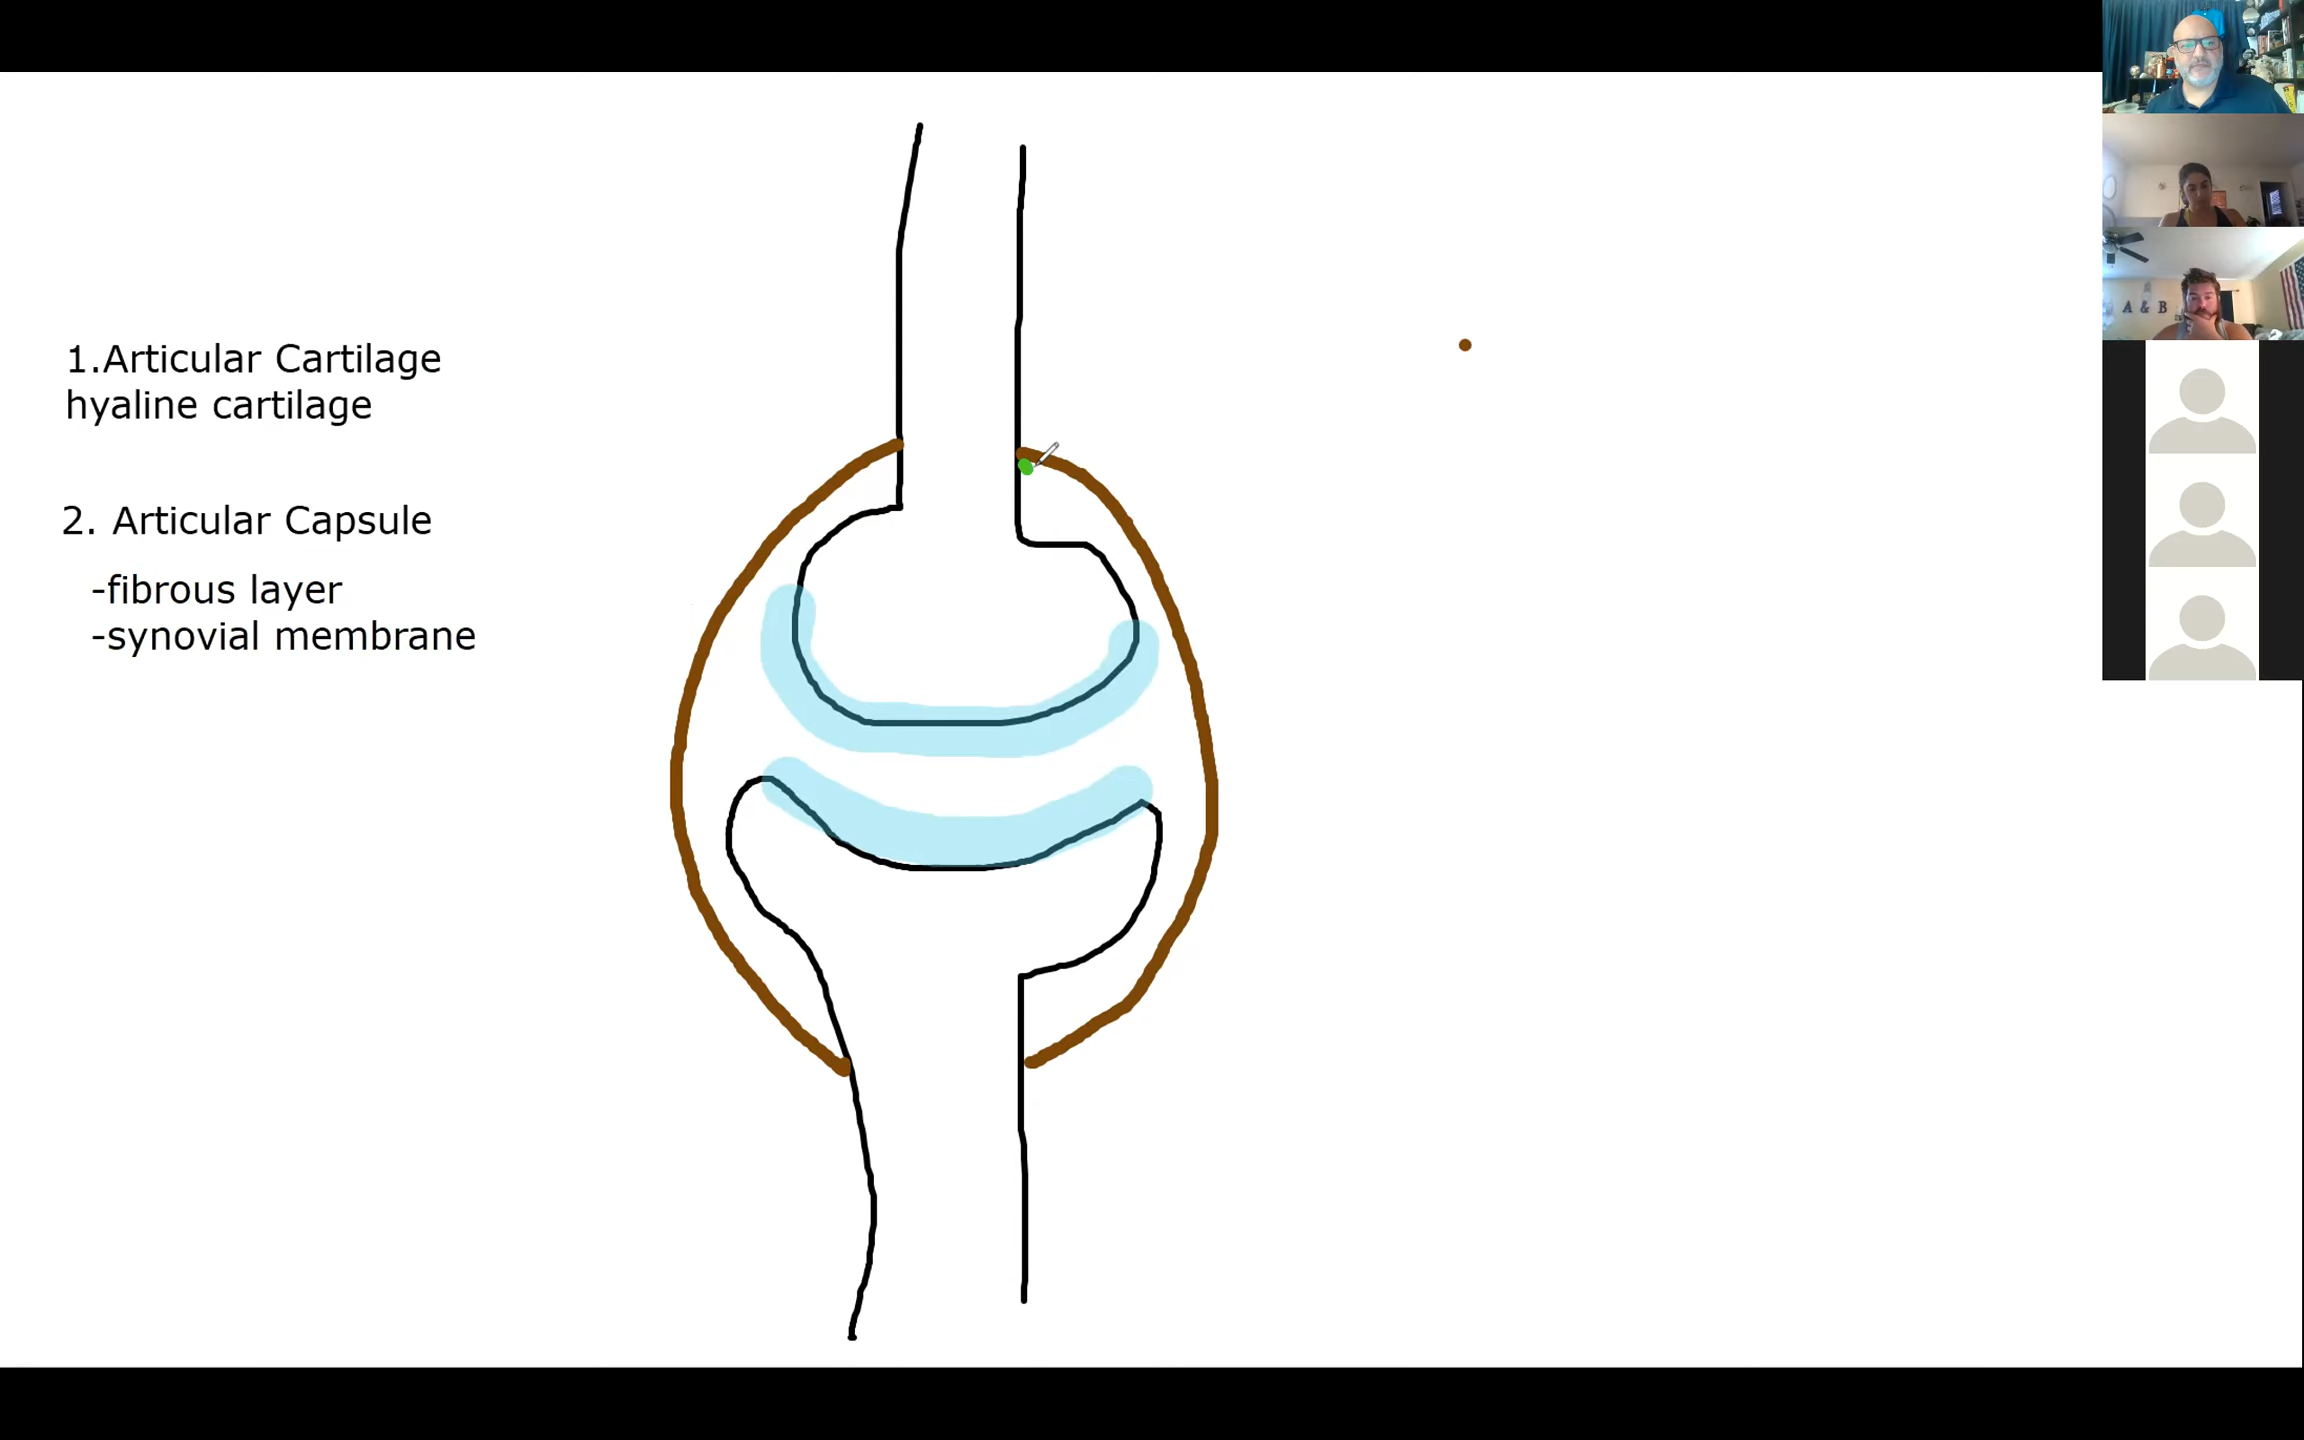 1.Articular Cartilage
hyaline cartilage
2. Articular Capsule
-fibrous layer
-synovial membrane
A & B